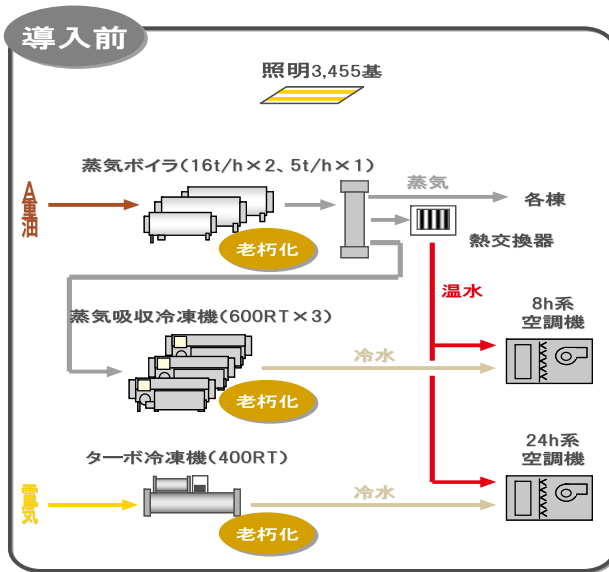 導入前
照明3,455基
蒸気ボイラ(16t/h×2、5t/h×1)
A重油
蒸気
各棟
老朽化
熱交換器
温水
蒸気吸収冷凍機(600RT×3)
8h系
空調機
冷水
老朽化
24h系
空調機
ターボ冷凍機(400RT)
電気
冷水
老朽化